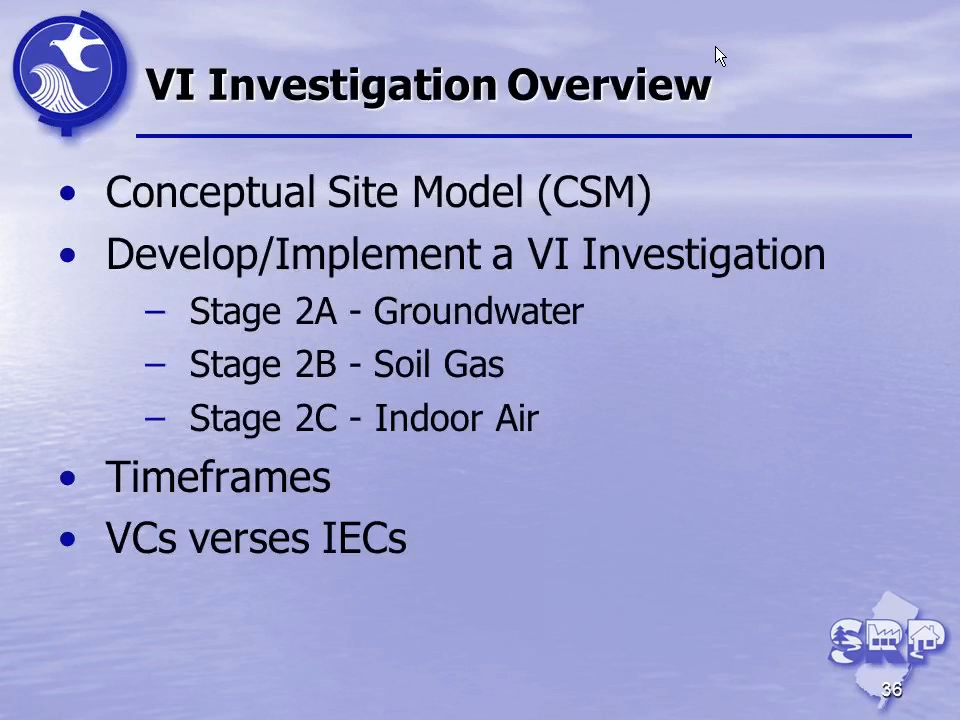 VI Investigation Overview
• Conceptual Site Model (CSM)
• Develop/Implement a VI Investigation
– Stage 2A - Groundwater
– Stage 2B - Soil Gas
– Stage 2C - Indoor Air
• Timeframes
• VCs verses IECs
SRP
36